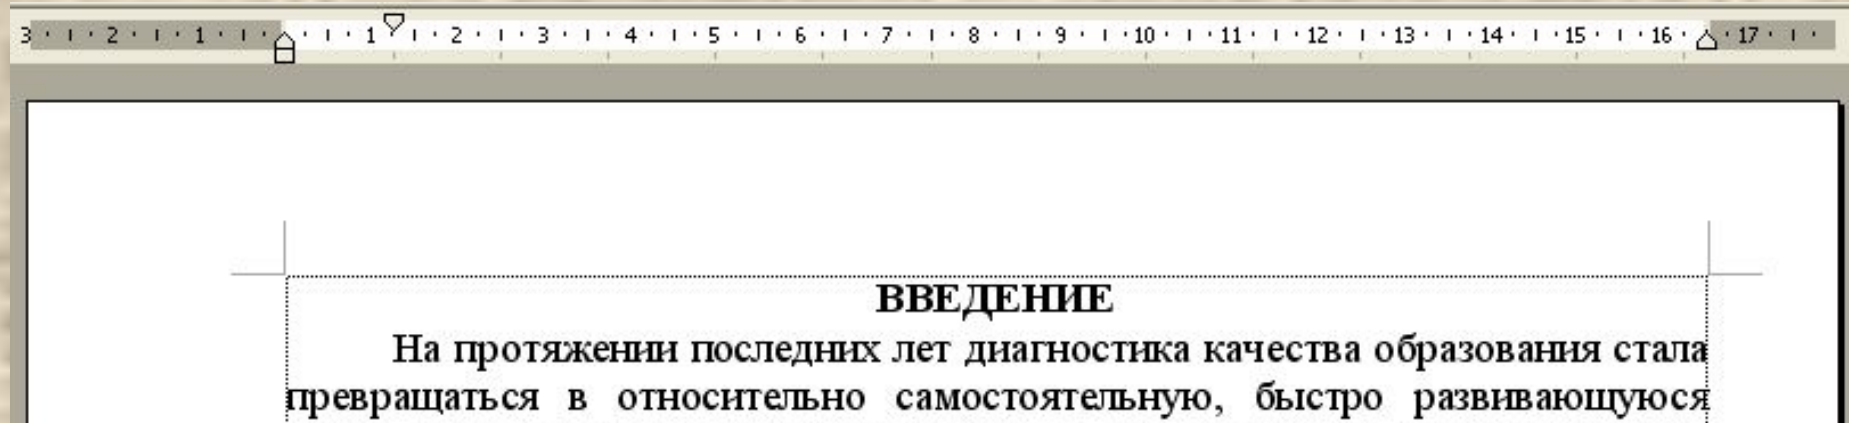 3 2 1 1 2 3 4 5 6 7 8 9 10 11 12 13 14 15 16 17
ВВЕДЕНИЕ
На протяжении последних лет диагностика качества образования стала
превращаться в относительно самостоятельную, быстро развивающуюся